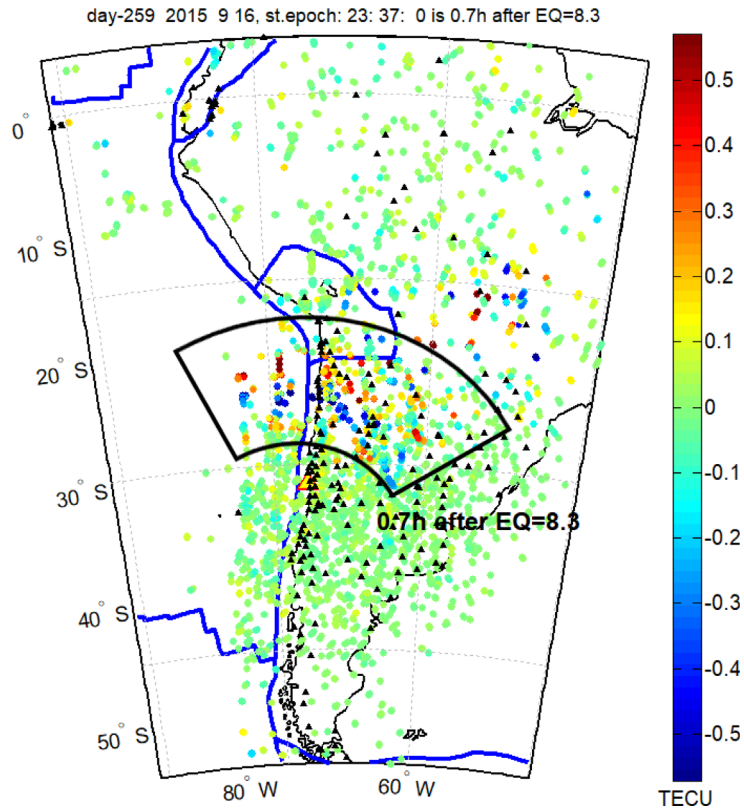 day-259 2015 9 16, st.epoch: 23: 37: 0 is 0.7h after EQ=8.3
0°
10° S
20° S
30° S
40° S
50° S
80° W
60° W
0.7h after EQ=8.3
0.5
0.4
0.3
0.2
0.1
0
-0.1
-0.2
-0.3
-0.4
-0.5
TECU